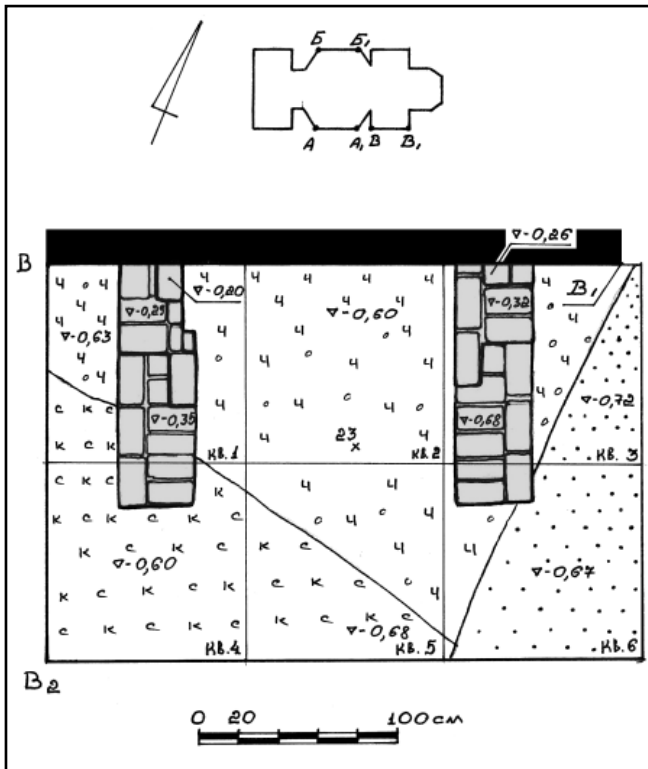 Б Б₁
А А₁ В В₁
▽-0,26
В
В₁
ч ч ч ч ч ч
▽-0,20
▽-0,29
▽-0,32
▽-0,60
▽-0,63
▽-0,72
с к с
▽-0,35
▽-0,68
23
×
кв.1 кв.2 кв.3
с к с
▽-0,60
▽-0,67
▽-0,68
кв.4 кв.5 кв.6
В2
0 20 100 см